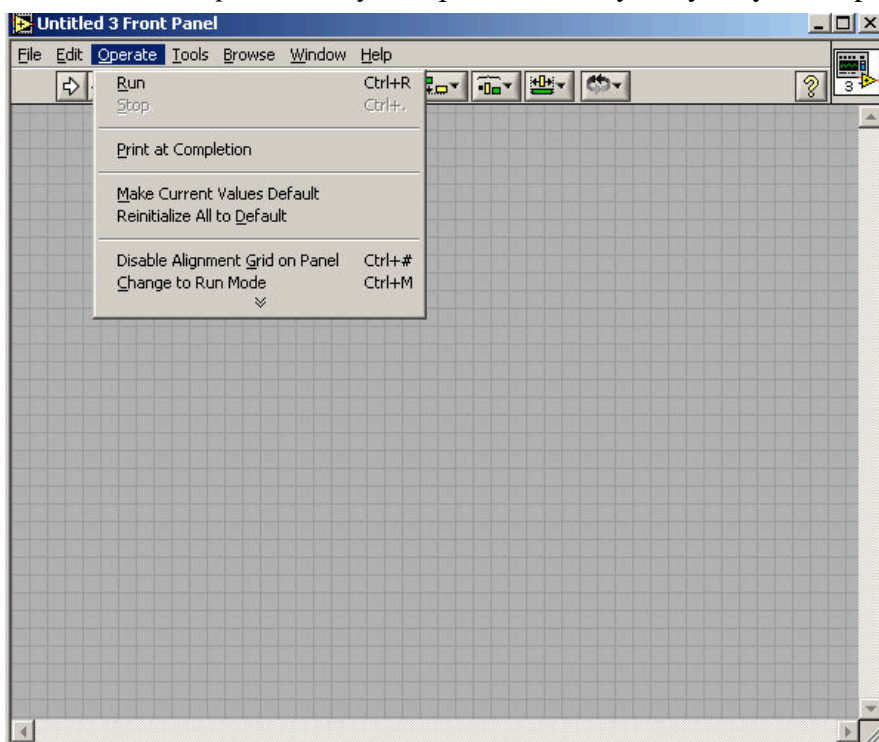 Untitled 3 Front Panel
File Edit Operate Tools Browse Window Help
Run Ctrl+R
Stop Ctrl+.
3
Print at Completion
Make Current Values Default
Reinitialize All to Default
Disable Alignment Grid on Panel Ctrl+#
Change to Run Mode Ctrl+M